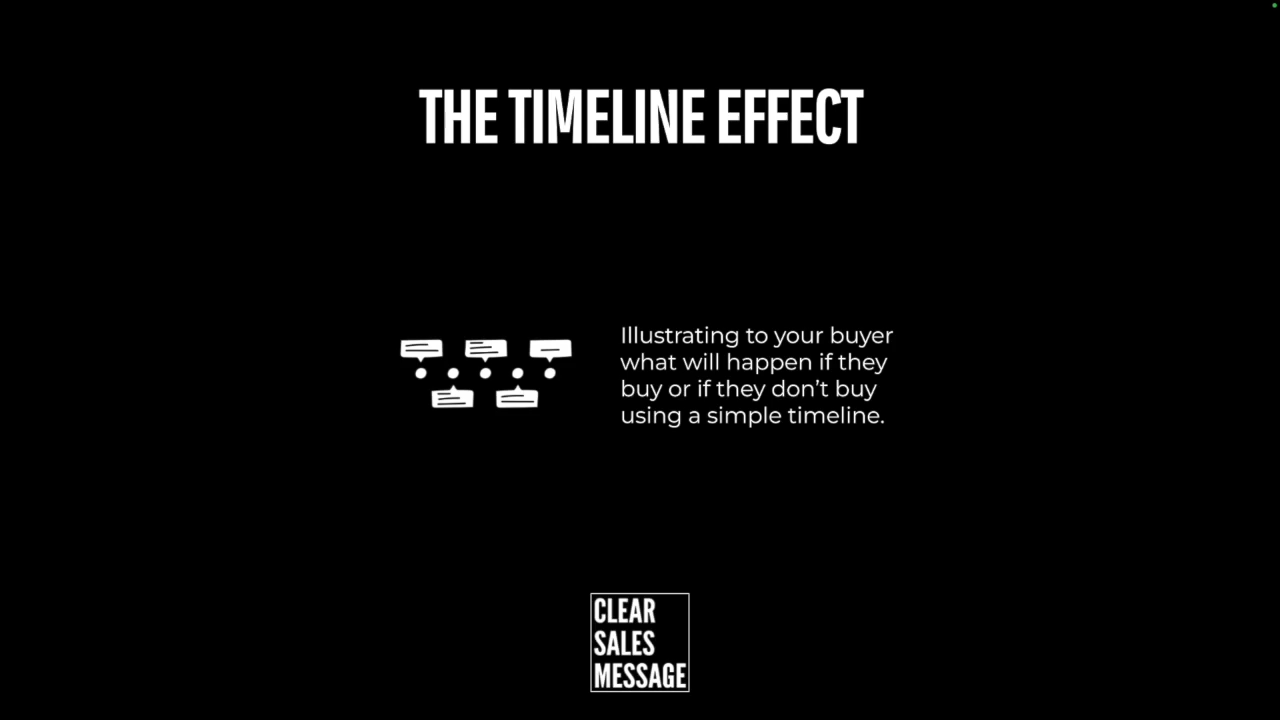 THE TIMELINE EFFECT
Illustrating to your buyer
what will happen if they
buy or if they don’t buy
using a simple timeline.
CLEAR
SALES
MESSAGE